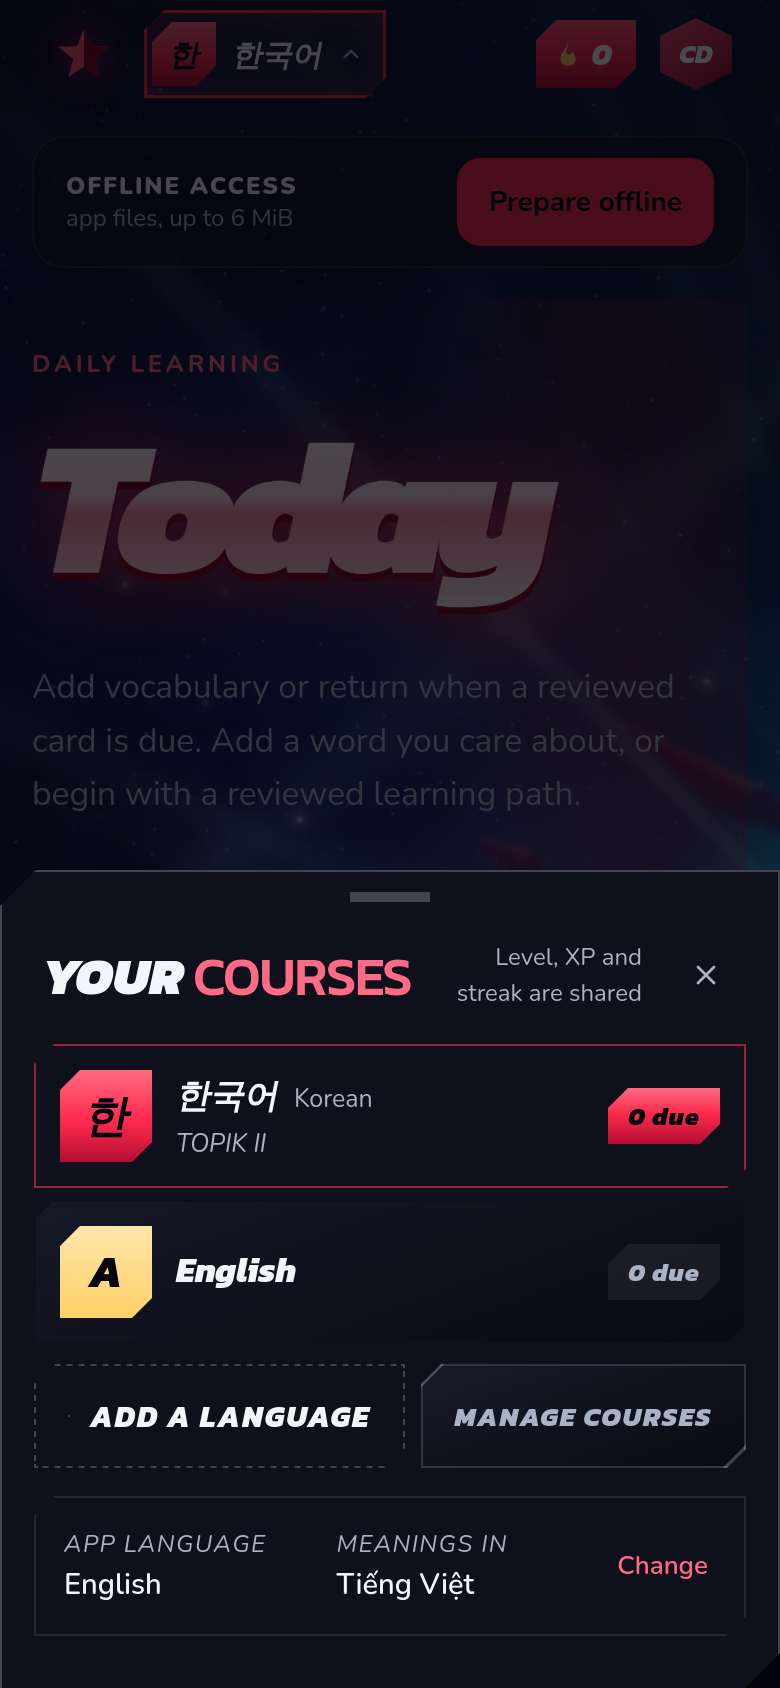 한 한국어
0
CD
OFFLINE ACCESS
app files, up to 6 MiB
Prepare offline
DAILY LEARNING
Today
Add vocabulary or return when a reviewed
card is due. Add a word you care about, or
begin with a reviewed learning path.
YOUR COURSES
Level, XP and
streak are shared
한
한국어 Korean
TOPIK II
0 due
A
English
0 due
ADD A LANGUAGE
MANAGE COURSES
APP LANGUAGE
English
MEANINGS IN
Tiếng Việt
Change